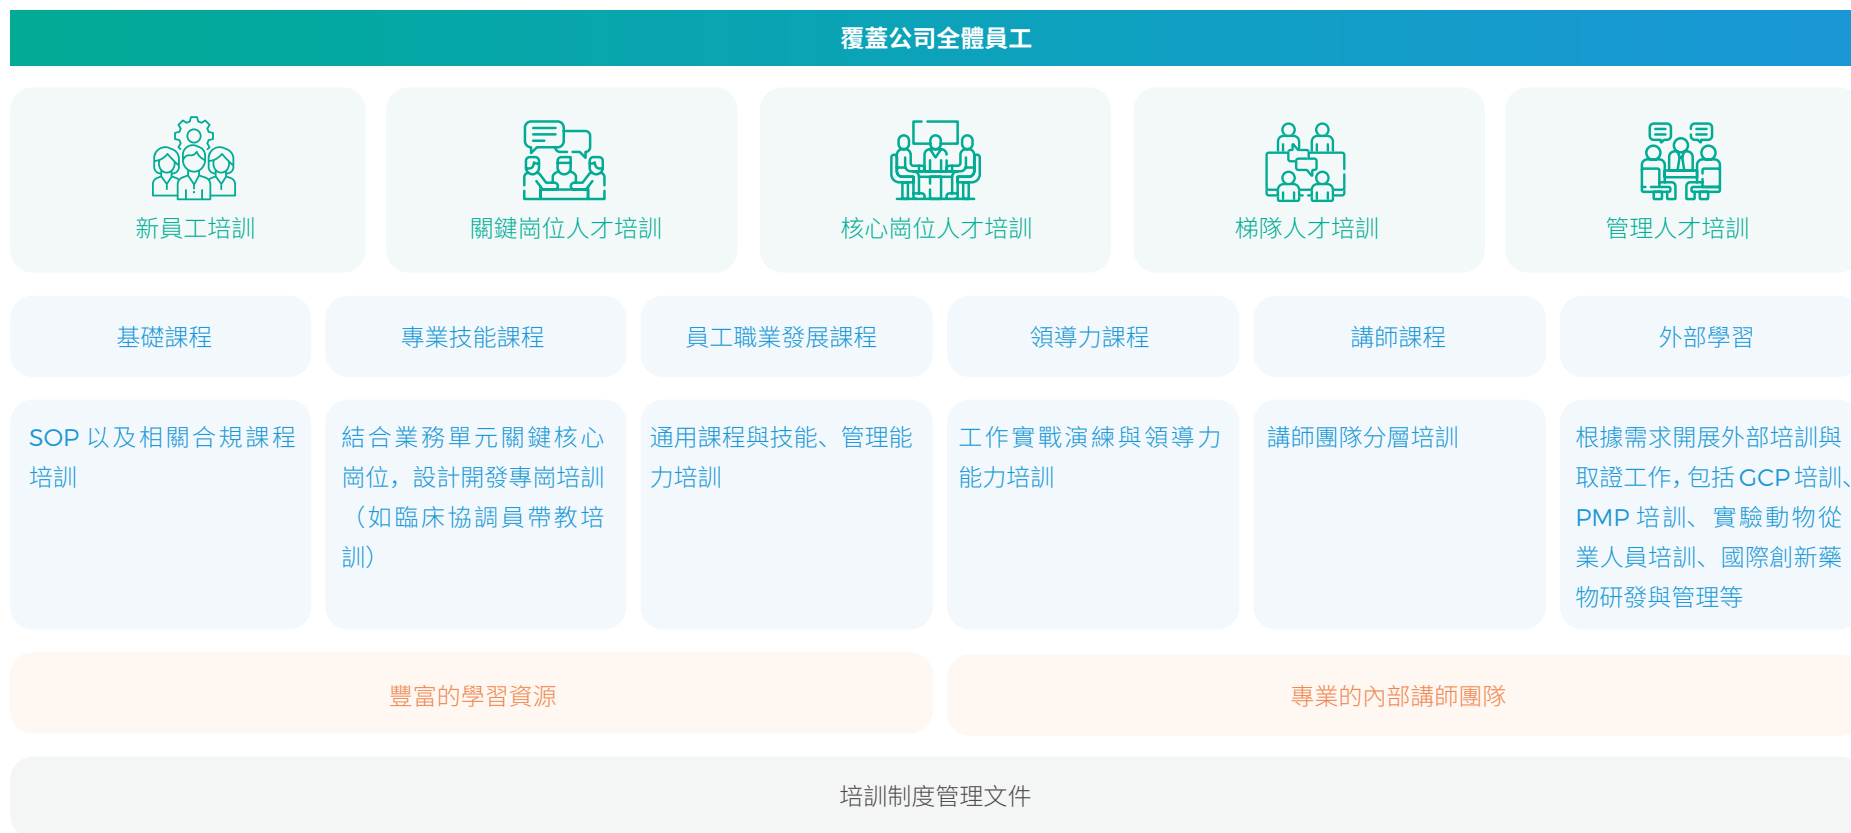 覆蓋公司全體員工
新員工培訓
關鍵崗位人才培訓
核心崗位人才培訓
梯隊人才培訓
管理人才培訓
基礎課程
專業技能課程
員工職業發展課程
領導力課程
講師課程
外部學習
SOP 以及相關合規課程
培訓
結合業務單元關鍵核心
崗位，設計開發專崗培訓
（如臨床協調員帶教培
訓）
通用課程與技能、管理能
力培訓
工作實戰演練與領導力
能力培訓
講師團隊分層培訓
根據需求開展外部培訓與
取證工作，包括 GCP 培訓、
PMP 培訓、實驗動物從
業人員培訓、國際創新藥
物研發與管理等
豐富的學習資源
專業的內部講師團隊
培訓制度管理文件